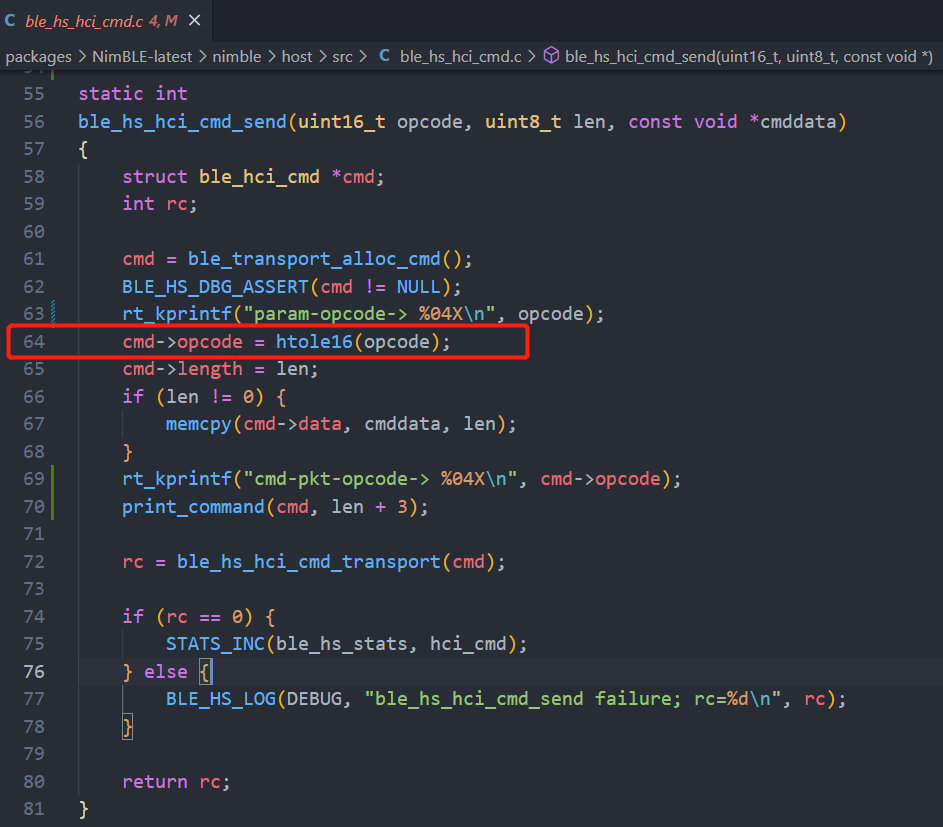 C ble_hs_hci_cmd.c 4, M ×
packages > NimBLE-latest > nimble > host > src > C ble_hs_hci_cmd.c > ble_hs_hci_cmd_send(uint16_t, uint8_t, const void *)
55 static int
56 ble_hs_hci_cmd_send(uint16_t opcode, uint8_t len, const void *cmddata)
57 {
58     struct ble_hci_cmd *cmd;
59     int rc;
60
61     cmd = ble_transport_alloc_cmd();
62     BLE_HS_DBG_ASSERT(cmd != NULL);
63     rt_kprintf("param-opcode-> %04X\n", opcode);
64     cmd->opcode = htole16(opcode);
65     cmd->length = len;
66     if (len != 0) {
67         memcpy(cmd->data, cmddata, len);
68     }
69     rt_kprintf("cmd-pkt-opcode-> %04X\n", cmd->opcode);
70     print_command(cmd, len + 3);
71
72     rc = ble_hs_hci_cmd_transport(cmd);
73
74     if (rc == 0) {
75         STATS_INC(ble_hs_stats, hci_cmd);
76     } else {
77         BLE_HS_LOG(DEBUG, "ble_hs_hci_cmd_send failure; rc=%d\n", rc);
78     }
79
80     return rc;
81 }